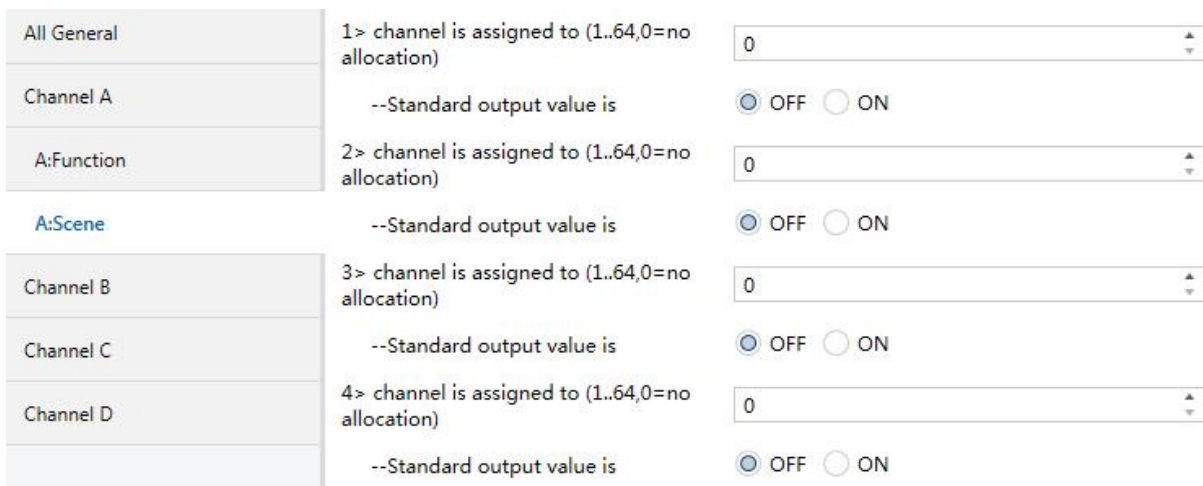 All General
Channel A
A:Function
A:Scene
Channel B
Channel C
Channel D
1> channel is assigned to (1..64,0=no
allocation)
0
--Standard output value is
OFF ON
2> channel is assigned to (1..64,0=no
allocation)
0
--Standard output value is
OFF ON
3> channel is assigned to (1..64,0=no
allocation)
0
--Standard output value is
OFF ON
4> channel is assigned to (1..64,0=no
allocation)
0
--Standard output value is
OFF ON